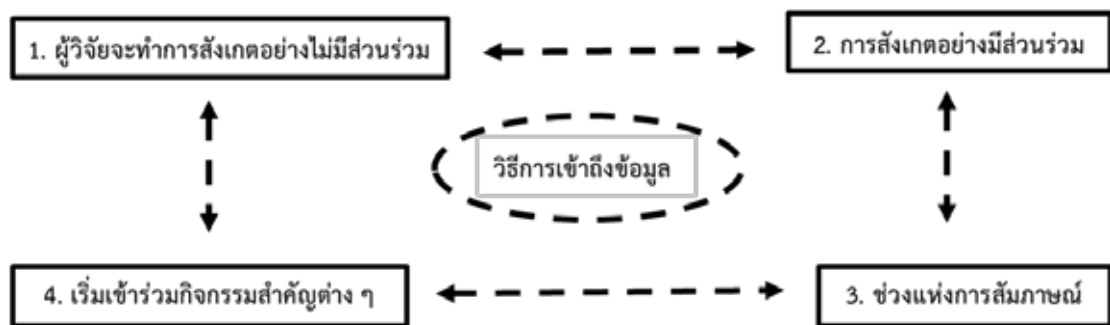 1. ผู้วิจัยจะทำการสังเกตอย่างไม่มีส่วนร่วม
2. การสังเกตอย่างมีส่วนร่วม
วิธีการเข้าถึงข้อมูล
4. เริ่มเข้าร่วมกิจกรรมสำคัญต่าง ๆ
3. ช่วงแห่งการสัมภาษณ์